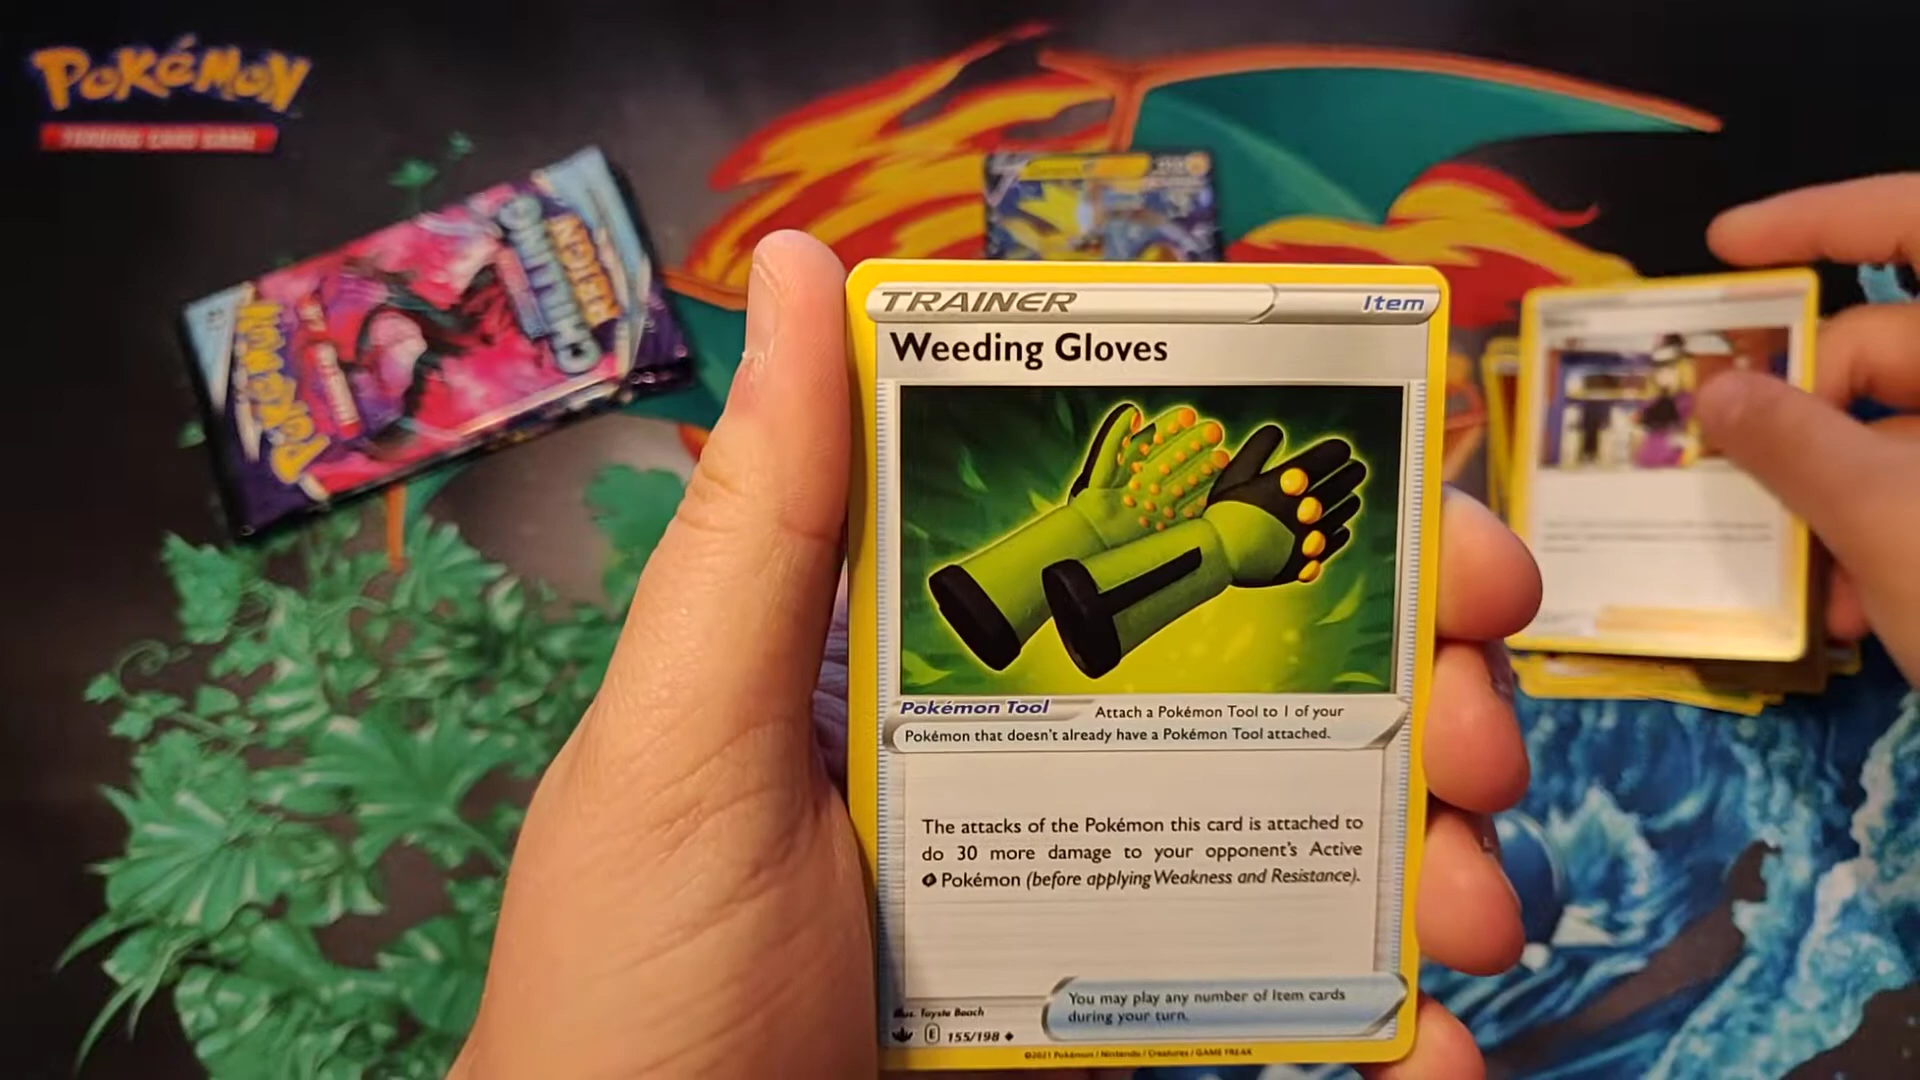 POKéMON
TRADING CARD GAME
CHILLING
REIGN
POKéMON
TRAINER
Item
Weeding Gloves
Pokémon Tool
Attach a Pokémon Tool to 1 of your
Pokémon that doesn't already have a Pokémon Tool attached.
The attacks of the Pokémon this card is attached to
do 30 more damage to your opponent's Active
Pokémon (before applying Weakness and Resistance).
You may play any number of Item cards
during your turn.
Illus. Toyste Beach
E 155/198
©2021 Pokémon / Nintendo / Creatures / GAME FREAK